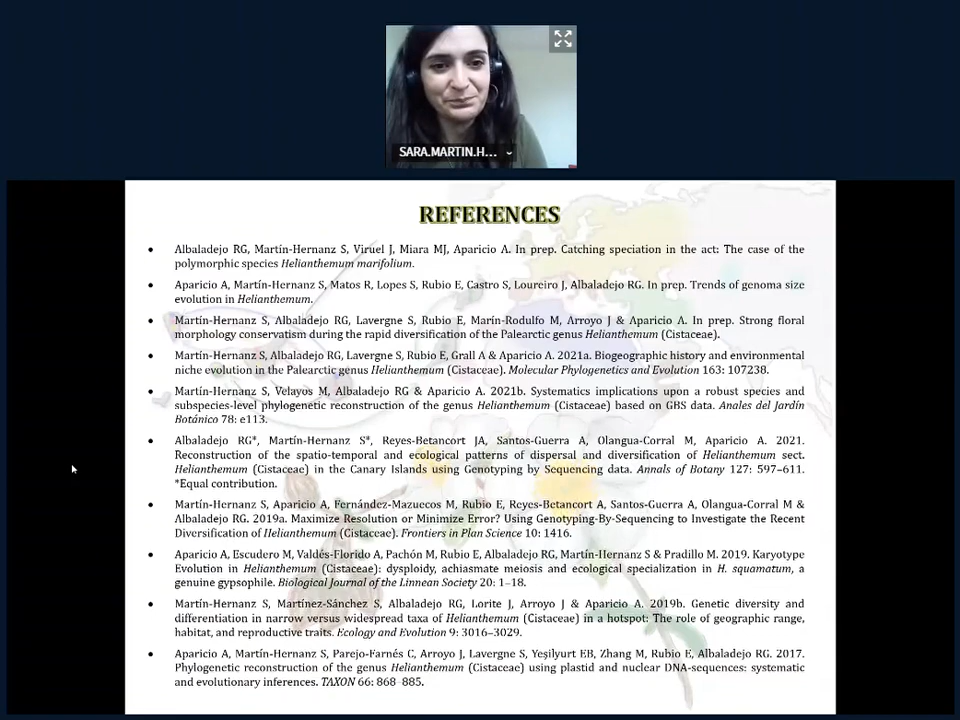 SARA.MARTIN.H...
REFERENCES
• Albaladejo RG, Martín-Hernanz S, Viruel J, Miara MJ, Aparicio A. In prep. Catching speciation in the act: The case of the
polymorphic species Helianthemum marifolium.
• Aparicio A, Martín-Hernanz S, Matos R, Lopes S, Rubio E, Castro S, Loureiro J, Albaladejo RG. In prep. Trends of genoma size
evolution in Helianthemum.
• Martín-Hernanz S, Albaladejo RG, Lavergne S, Rubio E, Marín-Rodulfo M, Arroyo J & Aparicio A. In prep. Strong floral
morphology conservatism during the rapid diversification of the Palearctic genus Helianthemum (Cistaceae).
• Martín-Hernanz S, Albaladejo RG, Lavergne S, Rubio E, Grall A & Aparicio A. 2021a. Biogeographic history and environmental
niche evolution in the Palearctic genus Helianthemum (Cistaceae). Molecular Phylogenetics and Evolution 163: 107238.
• Martín-Hernanz S, Velayos M, Albaladejo RG & Aparicio A. 2021b. Systematics implications upon a robust species and
subspecies-level phylogenetic reconstruction of the genus Helianthemum (Cistaceae) based on GBS data. Anales del Jardín
Botánico 78: e113.
• Albaladejo RG*, Martín-Hernanz S*, Reyes-Betancort JA, Santos-Guerra A, Olangua-Corral M, Aparicio A. 2021.
Reconstruction of the spatio-temporal and ecological patterns of dispersal and diversification of Helianthemum sect.
Helianthemum (Cistaceae) in the Canary Islands using Genotyping by Sequencing data. Annals of Botany 127: 597–611.
*Equal contribution.
• Martín-Hernanz S, Aparicio A, Fernández-Mazuecos M, Rubio E, Reyes-Betancort A, Santos-Guerra A, Olangua-Corral M &
Albaladejo RG. 2019a. Maximize Resolution or Minimize Error? Using Genotyping-By-Sequencing to Investigate the Recent
Diversification of Helianthemum (Cistaceae). Frontiers in Plan Science 10: 1416.
• Aparicio A, Escudero M, Valdés-Florido A, Pachón M, Rubio E, Albaladejo RG, Martín-Hernanz S & Pradillo M. 2019. Karyotype
Evolution in Helianthemum (Cistaceae): dysploidy, achiasmate meiosis and ecological specialization in H. squamatum, a
genuine gypsophile. Biological Journal of the Linnean Society 20: 1–18.
• Martín-Hernanz S, Martínez-Sánchez S, Albaladejo RG, Lorite J, Arroyo J & Aparicio A. 2019b. Genetic diversity and
differentiation in narrow versus widespread taxa of Helianthemum (Cistaceae) in a hotspot: The role of geographic range,
habitat, and reproductive traits. Ecology and Evolution 9: 3016–3029.
• Aparicio A, Martín-Hernanz S, Parejo-Farnés C, Arroyo J, Lavergne S, Yeşilyurt EB, Zhang M, Rubio E, Albaladejo RG. 2017.
Phylogenetic reconstruction of the genus Helianthemum (Cistaceae) using plastid and nuclear DNA-sequences: systematic
and evolutionary inferences. TAXON 66: 868–885.